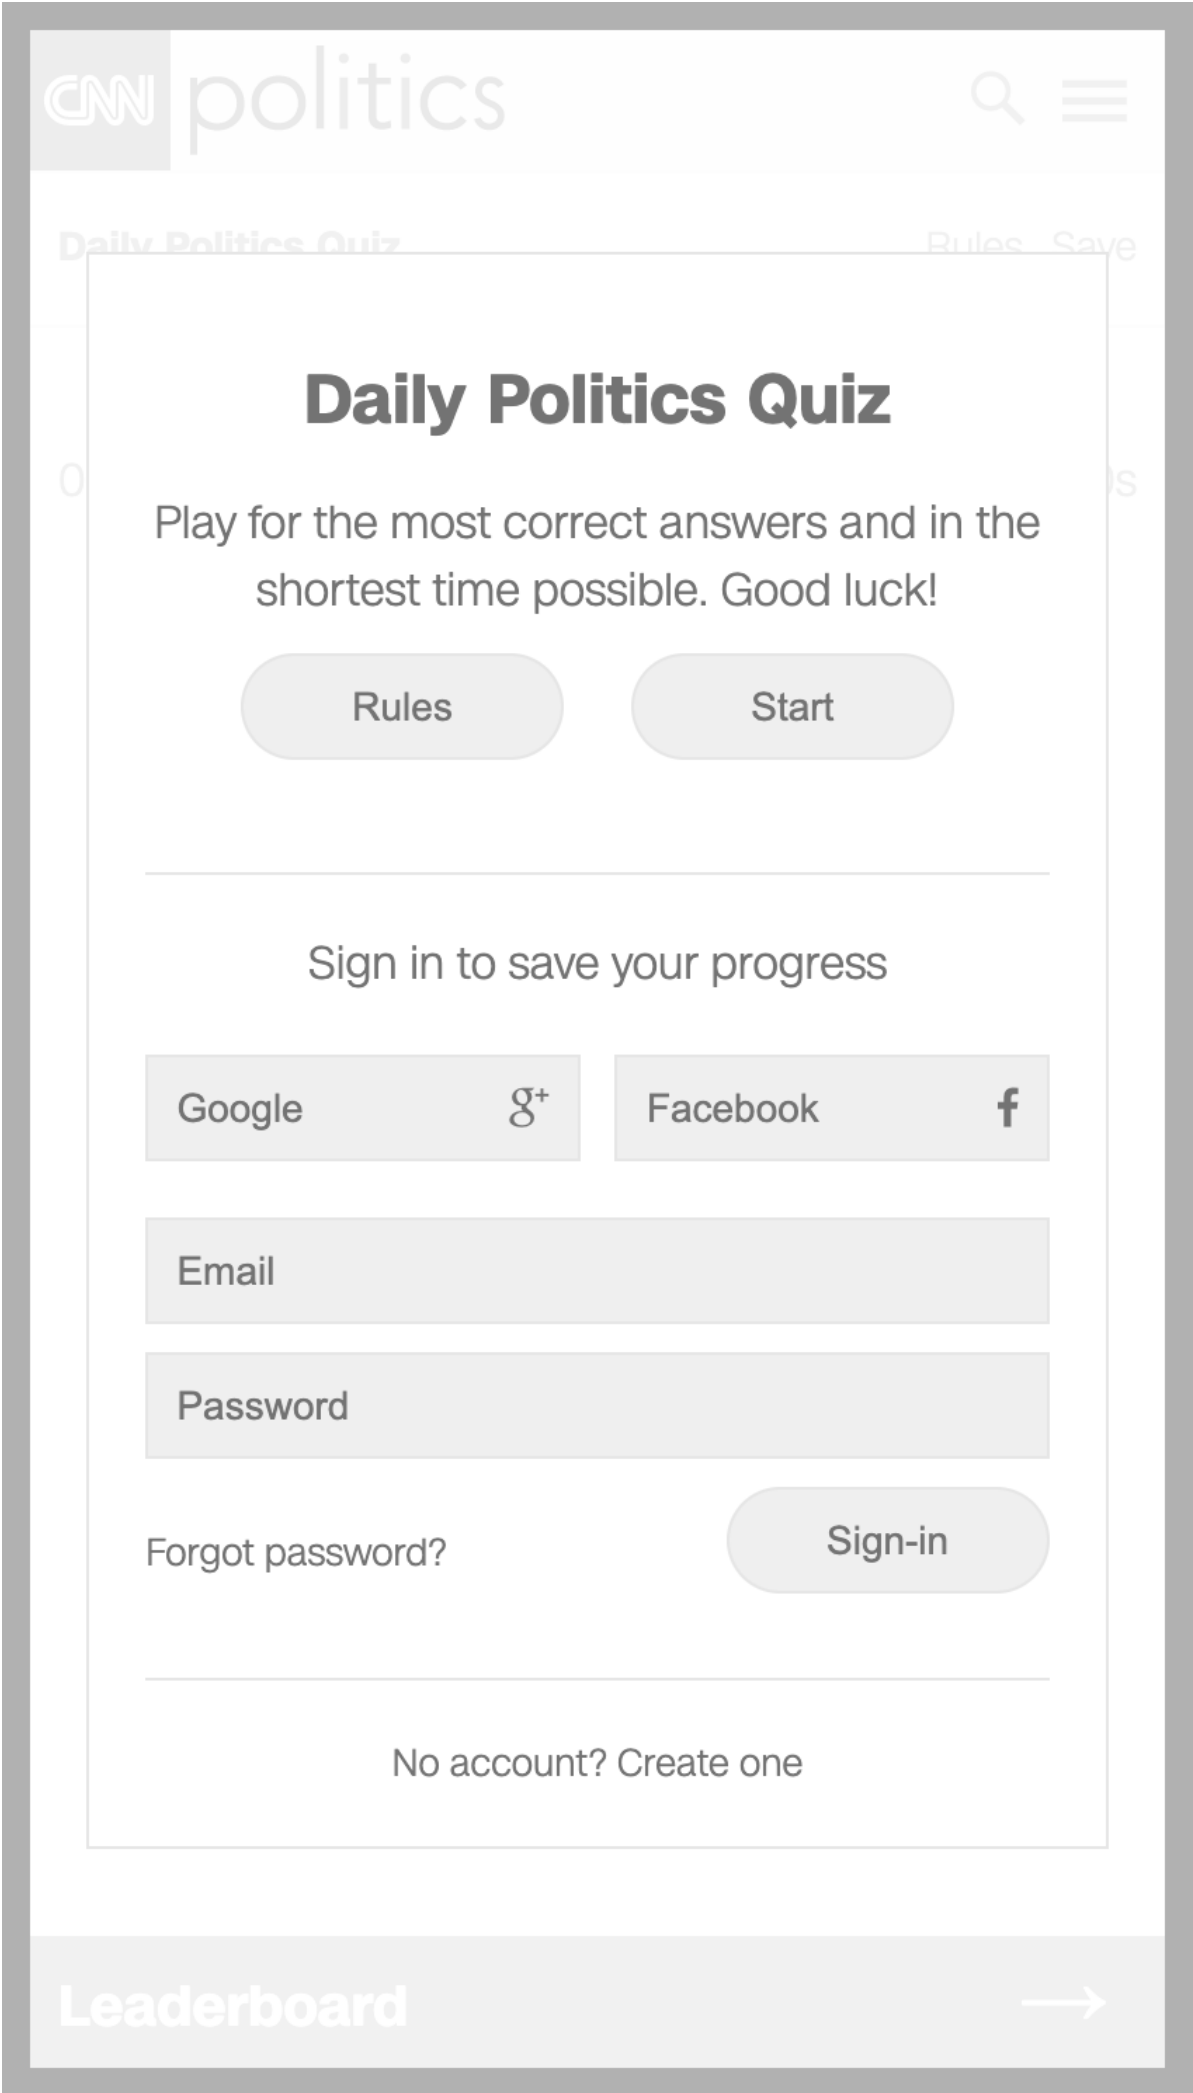 CNN politics
Daily Politics Quiz
Rules Save
Daily Politics Quiz
0
s
Play for the most correct answers and in the
shortest time possible. Good luck!
Rules Start
Sign in to save your progress
Google g+ Facebook f
Email
Password
Forgot password? Sign-in
No account? Create one
Leaderboard